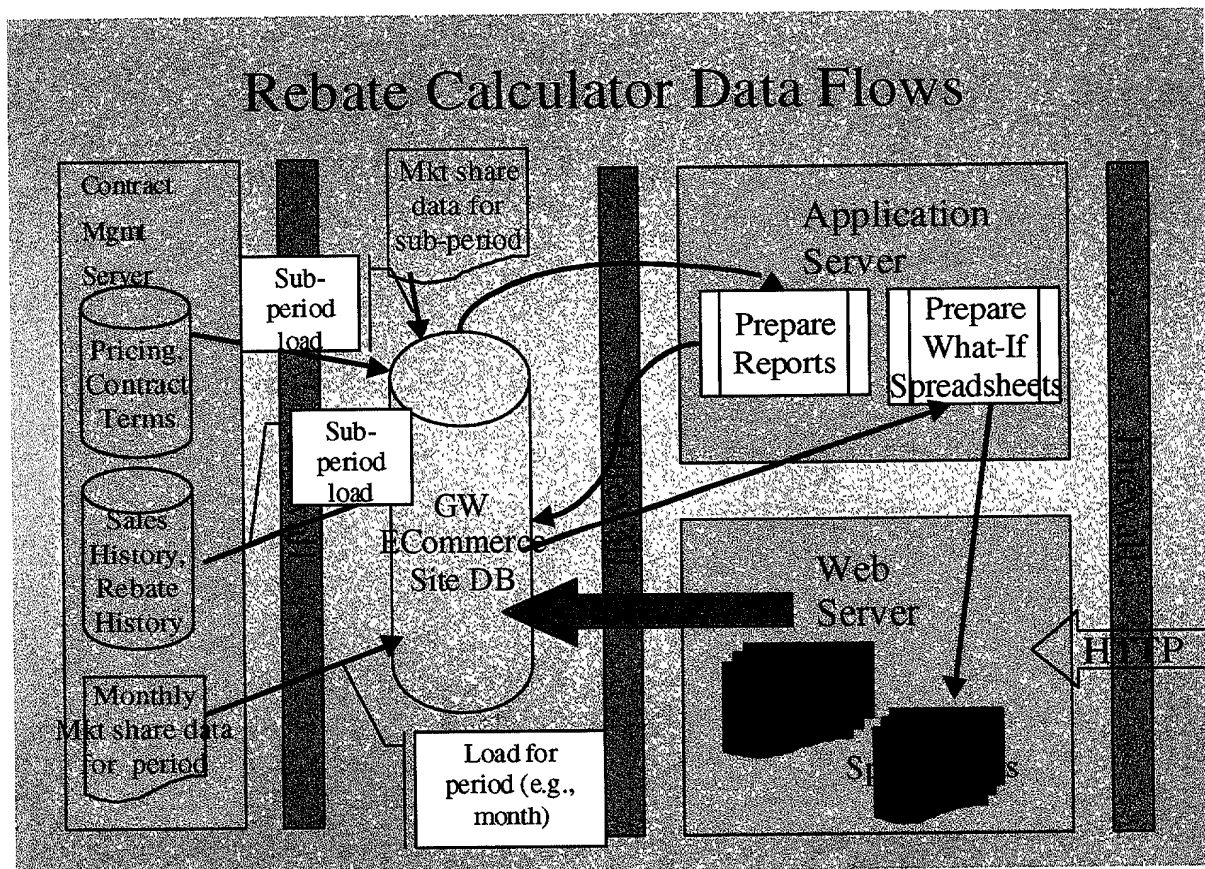 Rebate Calculator Data Flows
Contract
Mgmt
Server
Pricing,
Contract
Terms
Sales
History,
Rebate
History
Monthly
Mkt share data
for period
Sub-
period
load
Sub-
period
load
Mkt share
data for
sub-period
GW
ECommerce
Site DB
Load for
period (e.g.,
month)
Application
Server
Prepare
Reports
Prepare
What-If
Spreadsheets
Web
Server
HTTP
Firewall